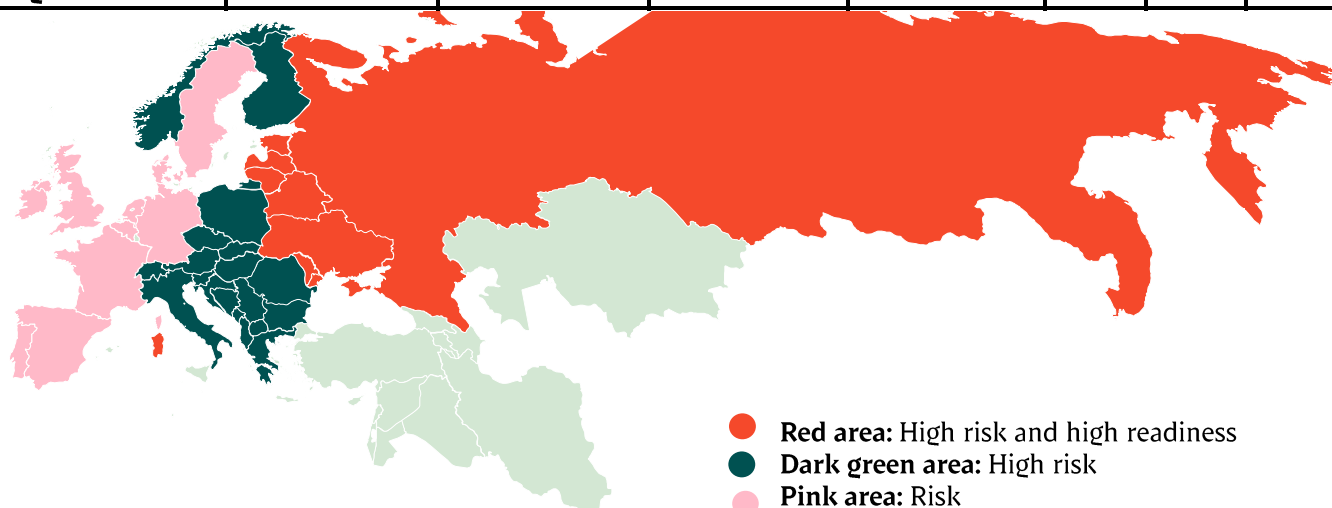 Red area: High risk and high readiness
Dark green area: High risk
Pink area: Risk